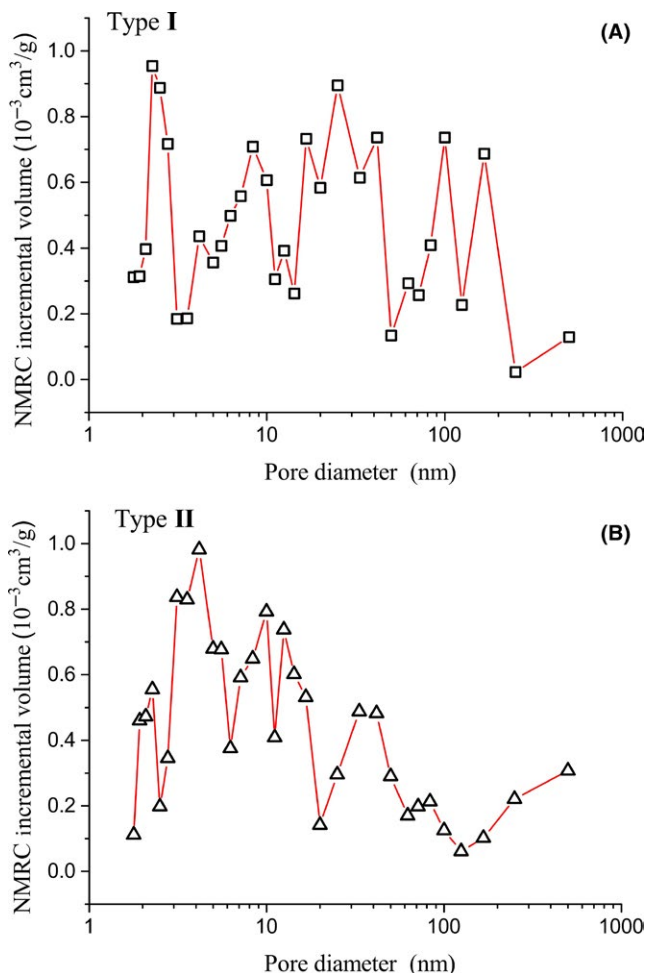 Type I
(A)
NMRC incremental volume (10⁻³cm³/g)
1.0
0.8
0.6
0.4
0.2
0.0
1 10 100 1000
Pore diameter (nm)
Type II
(B)
NMRC incremental volume (10⁻³cm³/g)
1.0
0.8
0.6
0.4
0.2
0.0
1 10 100 1000
Pore diameter (nm)